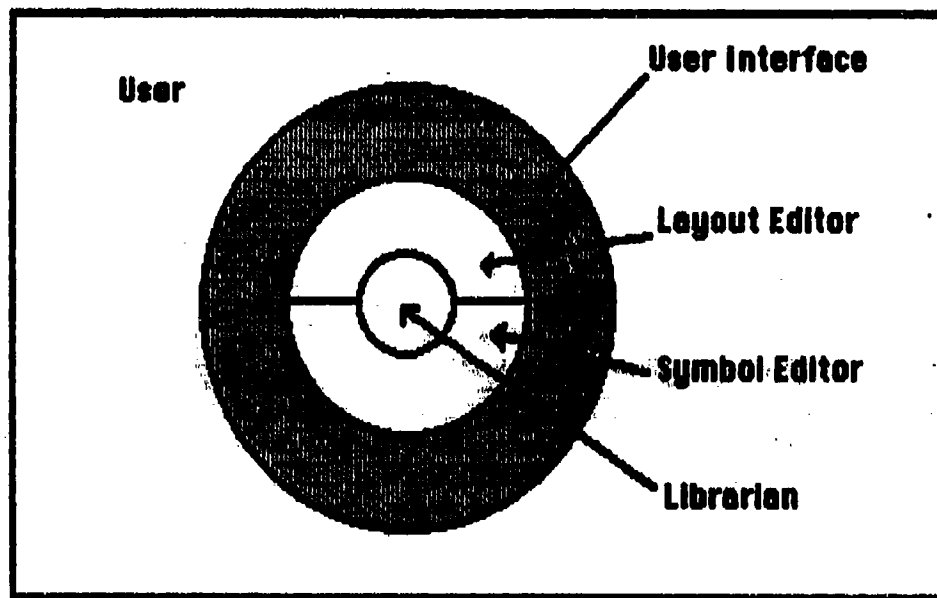 User
User Interface
Layout Editor
Symbol Editor
Librarian